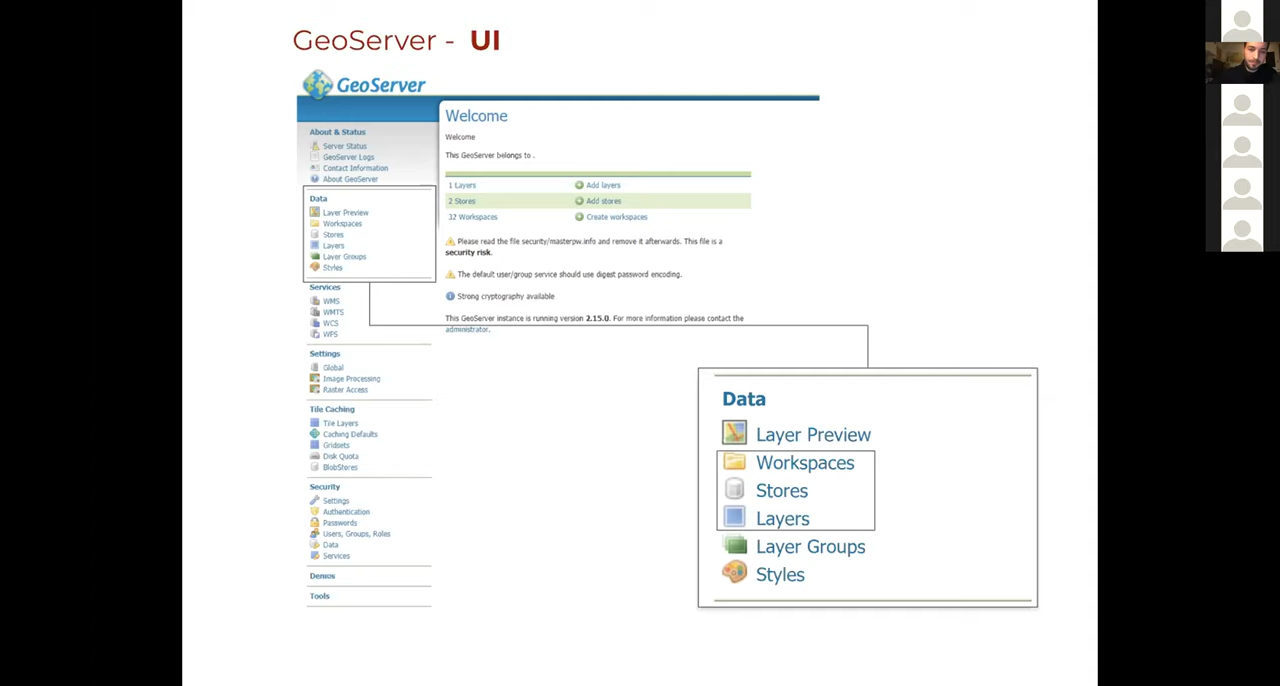 GeoServer - UI
GeoServer
About & Status
Server Status
GeoServer Logs
Contact Information
About GeoServer
Data
Layer Preview
Workspaces
Stores
Layers
Layer Groups
Styles
Services
WMS
WMTS
WCS
WPS
Settings
Global
Image Processing
Raster Access
Tile Caching
Tile Layers
Caching Defaults
Gridsets
Disk Quota
BlobStores
Security
Settings
Authentication
Passwords
Users, Groups, Roles
Data
Services
Demos
Tools
Welcome
Welcome
This GeoServer belongs to .
1 Layers Add layers
2 Stores Add stores
32 Workspaces Create workspaces
Please read the file security/masterpw.info and remove it afterwards. This file is a
security risk.
The default user/group service should use digest password encoding.
Strong cryptography available
This GeoServer instance is running version 2.15.0. For more information please contact the
administrator.
Data
Layer Preview
Workspaces
Stores
Layers
Layer Groups
Styles